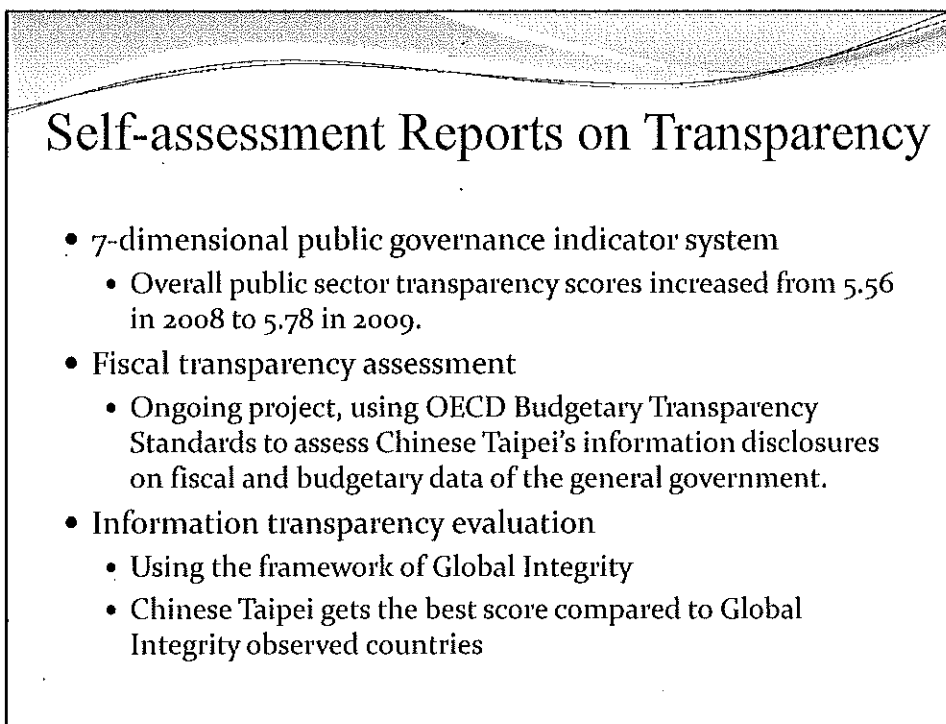 Self-assessment Reports on Transparency
• 7-dimensional public governance indicator system
• Overall public sector transparency scores increased from 5.56
in 2008 to 5.78 in 2009.
• Fiscal transparency assessment
• Ongoing project, using OECD Budgetary Transparency
Standards to assess Chinese Taipei's information disclosures
on fiscal and budgetary data of the general government.
• Information transparency evaluation
• Using the framework of Global Integrity
• Chinese Taipei gets the best score compared to Global
Integrity observed countries